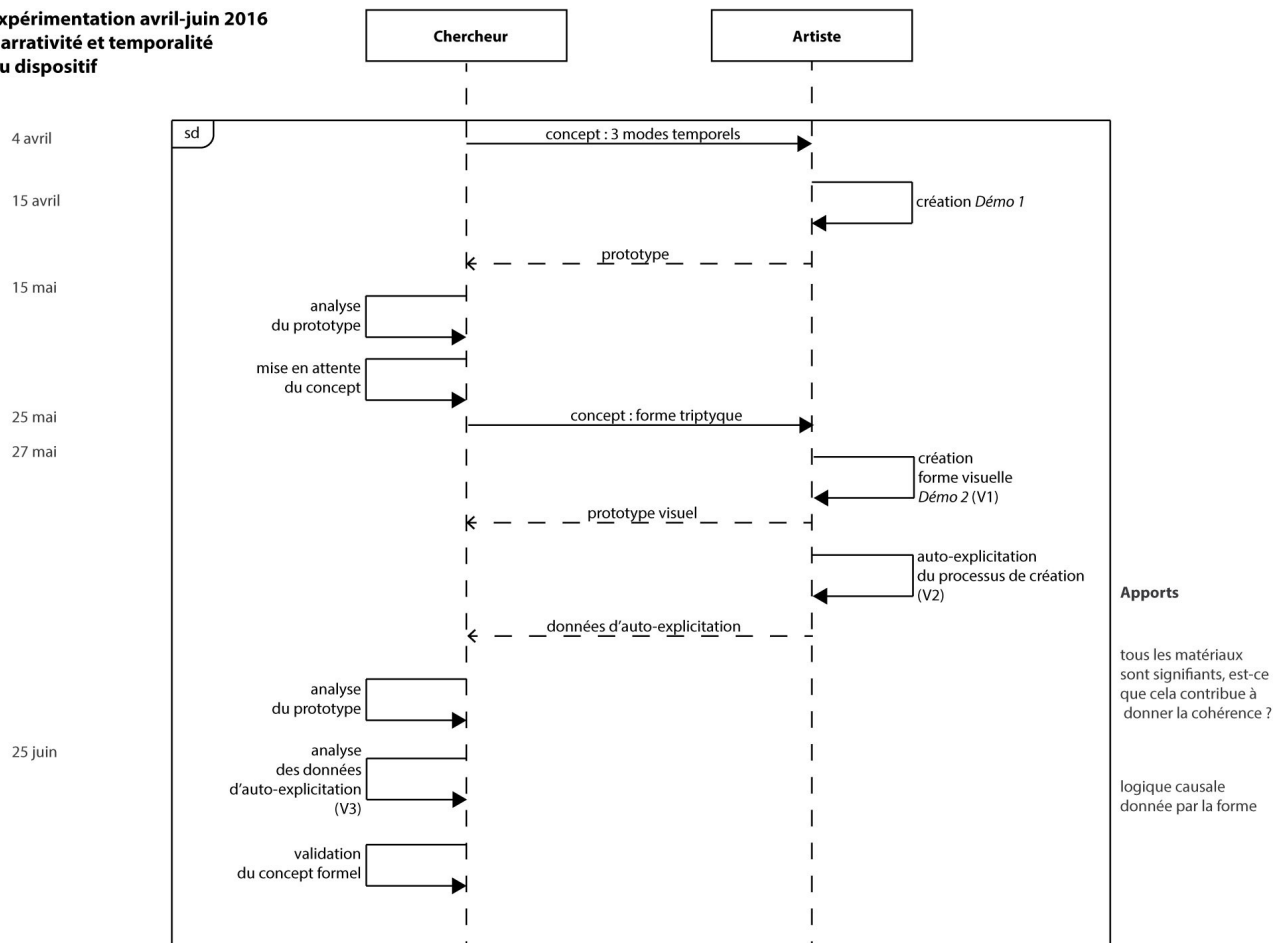 xpérimentation avril-juin 2016
arrativité et temporalité
u dispositif
Chercheur
Artiste
sd
4 avril
concept : 3 modes temporels
15 avril
création Démo 1
prototype
15 mai
analyse
du prototype
mise en attente
du concept
25 mai
concept : forme triptyque
27 mai
création
forme visuelle
Démo 2 (V1)
prototype visuel
auto-explicitation
du processus de création
(V2)
Apports
données d’auto-explicitation
tous les matériaux
sont signifiants, est-ce
que cela contribue à
donner la cohérence ?
analyse
du prototype
25 juin
analyse
des données
d’auto-explicitation
(V3)
logique causale
donnée par la forme
validation
du concept formel